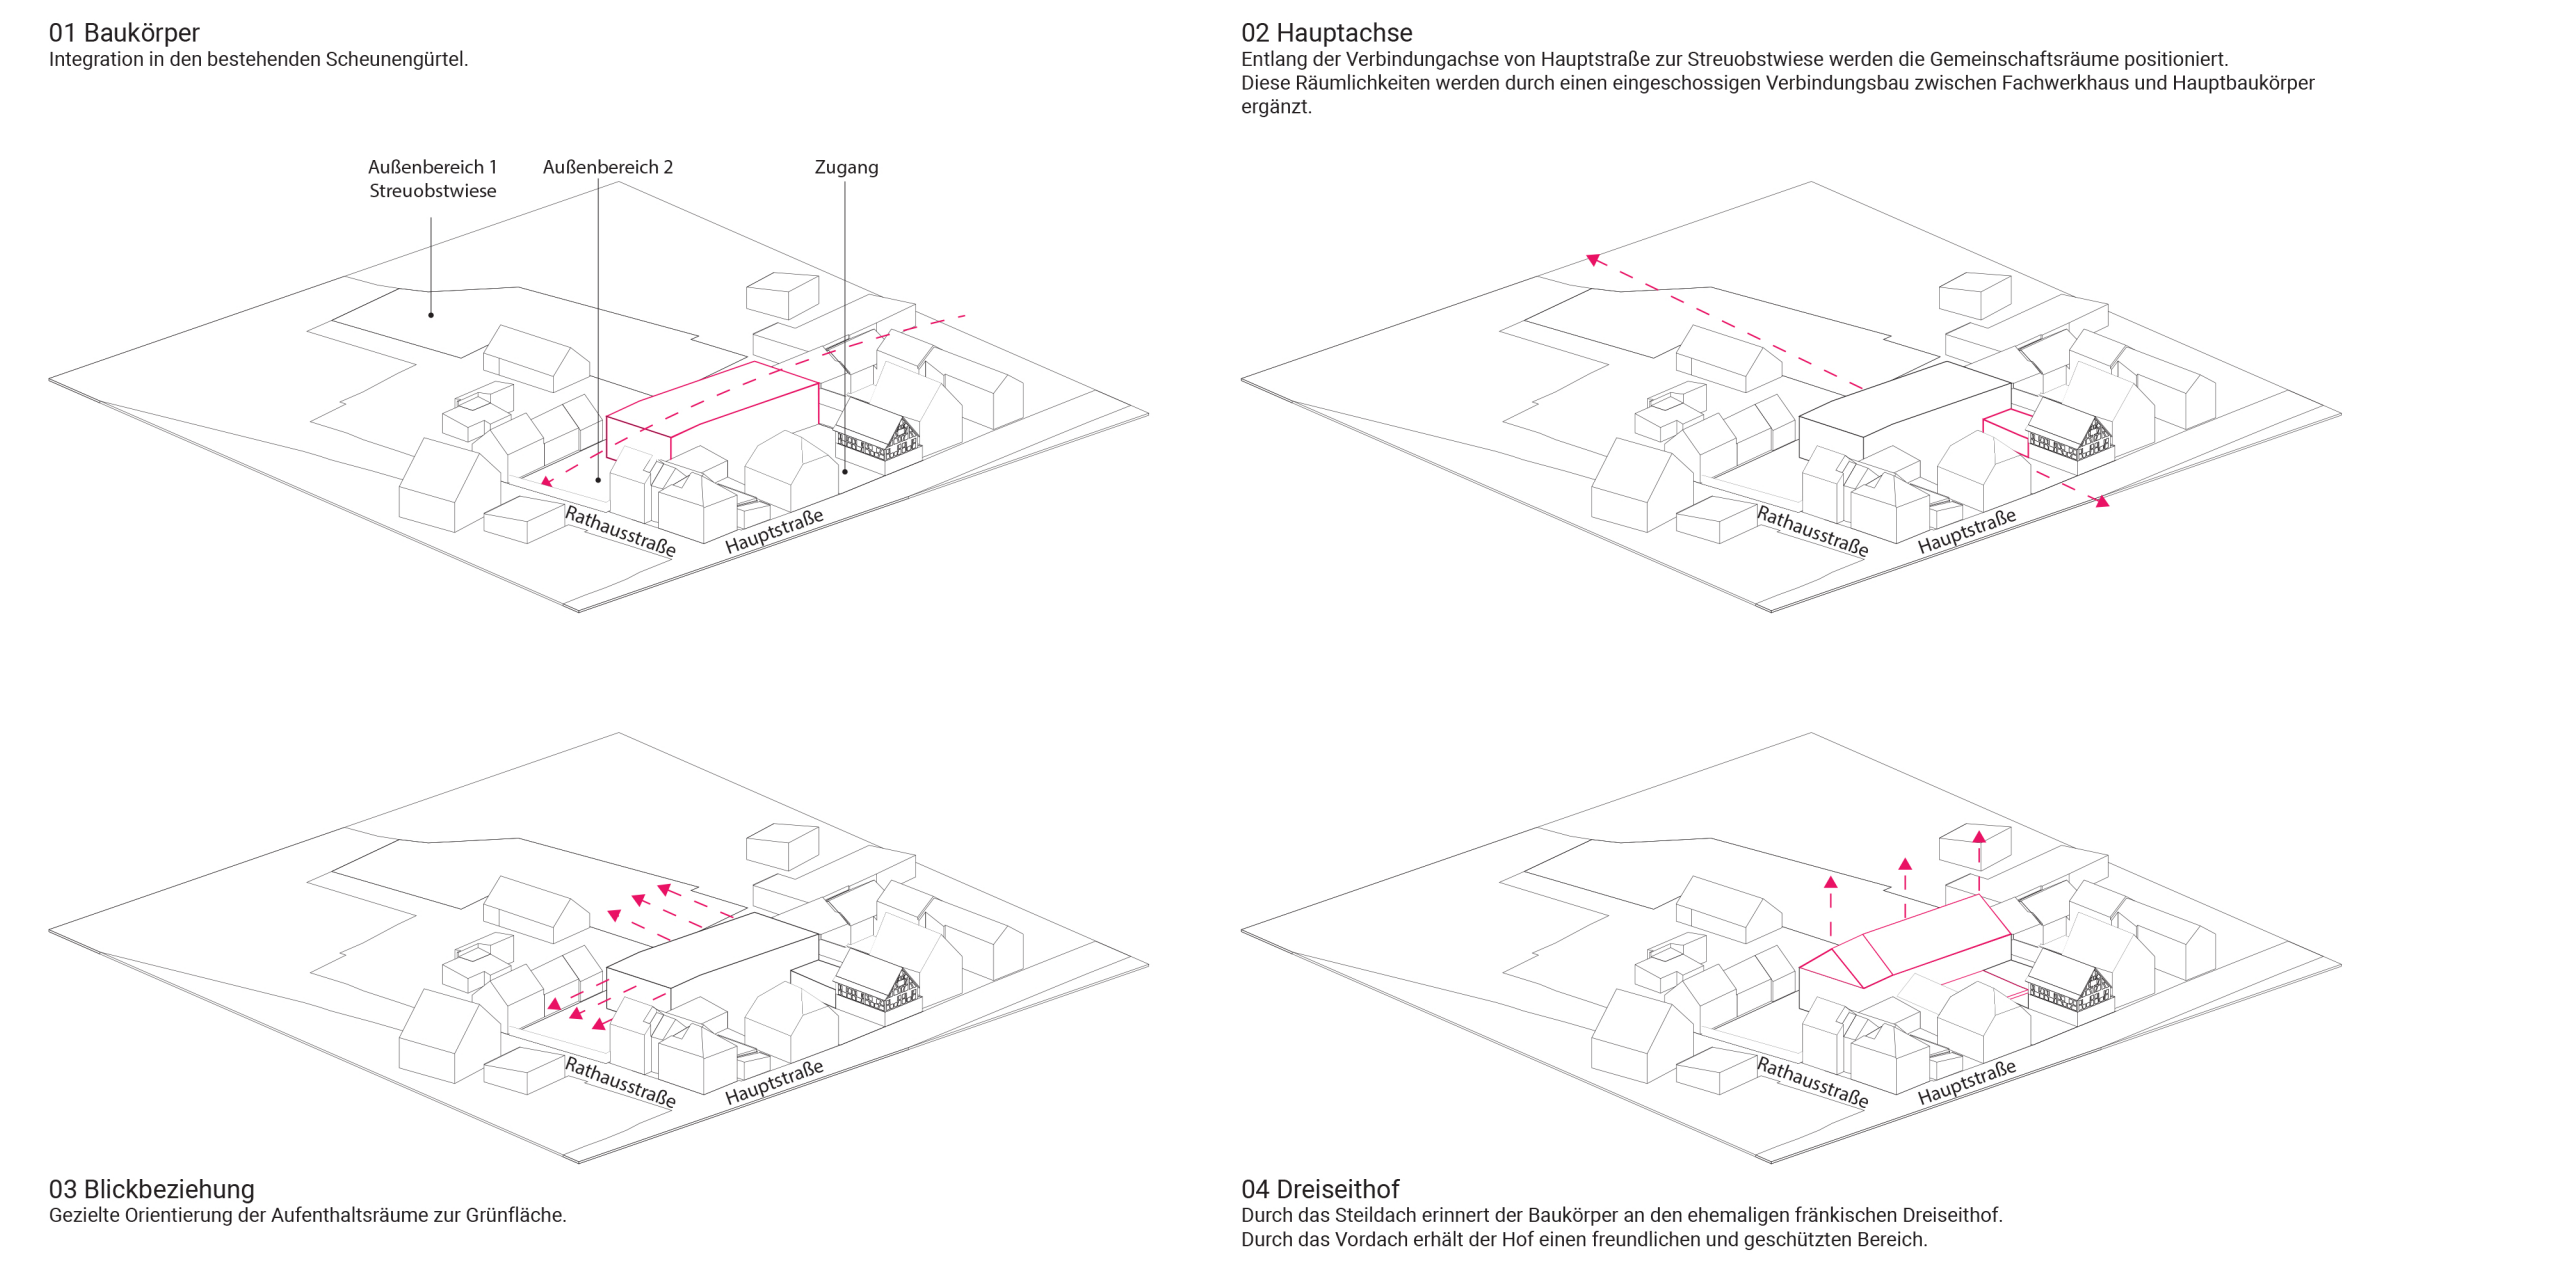 01 Baukörper
Integration in den bestehenden Scheunengürtel.
Außenbereich 1
Streuobstwiese
Außenbereich 2
Zugang
Rathausstraße
Hauptstraße
02 Hauptachse
Entlang der Verbindungachse von Hauptstraße zur Streuobstwiese werden die Gemeinschaftsräume positioniert.
Diese Räumlichkeiten werden durch einen eingeschossigen Verbindungsbau zwischen Fachwerkhaus und Hauptbaukörper
ergänzt.
Rathausstraße
Hauptstraße
Rathausstraße
Hauptstraße
03 Blickbeziehung
Gezielte Orientierung der Aufenthaltsräume zur Grünfläche.
Rathausstraße
Hauptstraße
04 Dreiseithof
Durch das Steildach erinnert der Baukörper an den ehemaligen fränkischen Dreiseithof.
Durch das Vordach erhält der Hof einen freundlichen und geschützten Bereich.